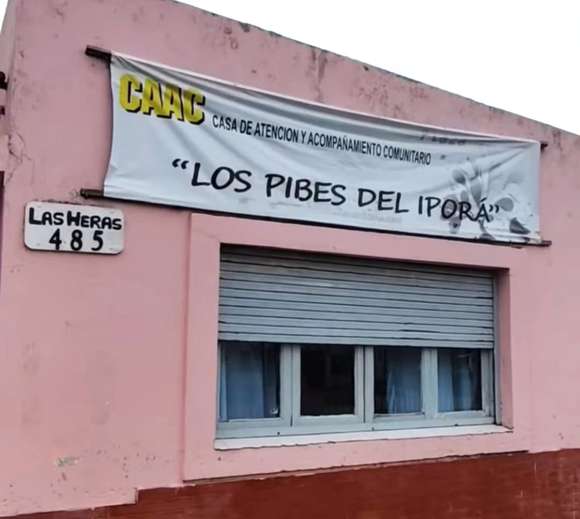 CAAC CASA DE ATENCION Y ACOMPAÑAMIENTO COMUNITARIO
"LOS PIBES DEL IPORÁ"
LAS HERAS
485